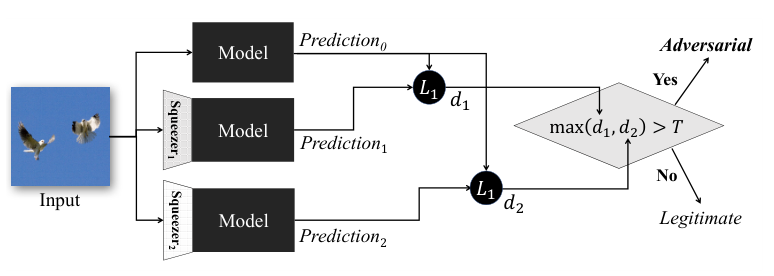 Input
Model
Prediction₀
Squeezer₁
Model
Prediction₁
Squeezer₂
Model
Prediction₂
L₁
d₁
L₁
d₂
max(d₁, d₂) > T
Yes
Adversarial
No
Legitimate